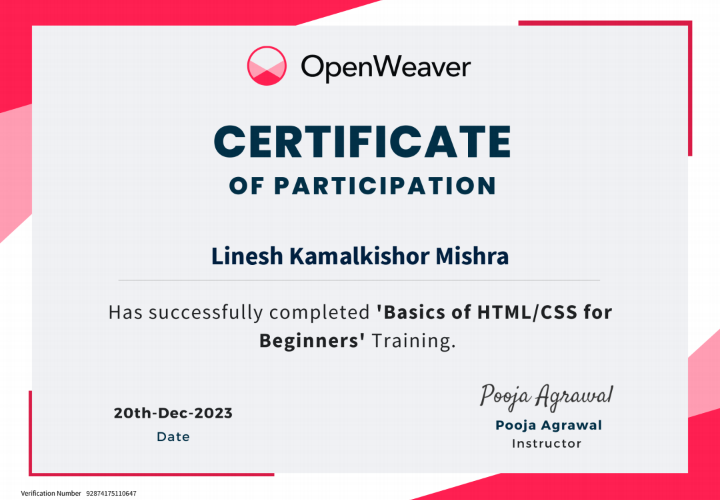 OpenWeaver
CERTIFICATE
OF PARTICIPATION
Linesh Kamalkishor Mishra
Has successfully completed 'Basics of HTML/CSS for
Beginners' Training.
20th-Dec-2023
Date
Pooja Agrawal
Pooja Agrawal
Instructor
Verification Number 92874175110647